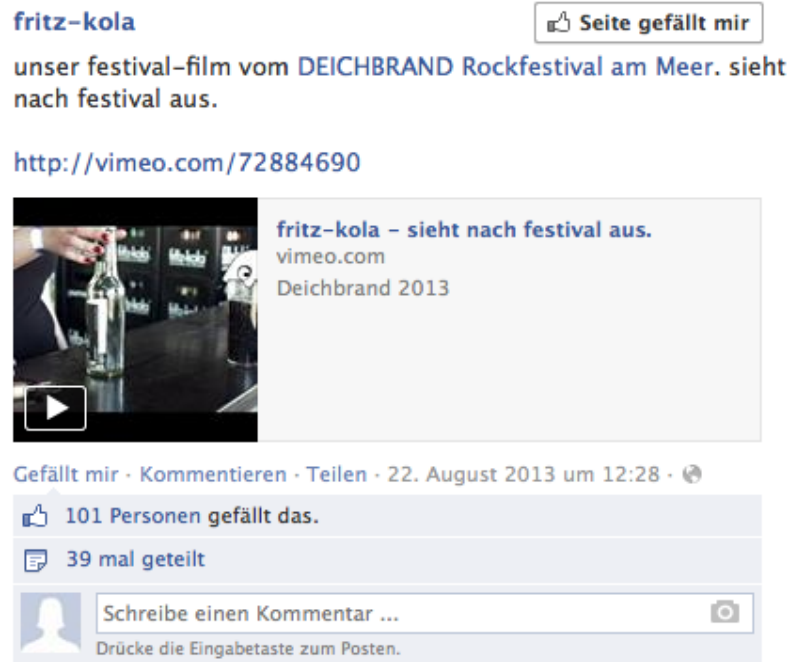 fritz-kola
Seite gefällt mir
unser festival-film vom DEICHBRAND Rockfestival am Meer. sieht
nach festival aus.
http://vimeo.com/72884690
fritz-kola – sieht nach festival aus.
vimeo.com
Deichbrand 2013
Gefällt mir · Kommentieren · Teilen · 22. August 2013 um 12:28 ·
101 Personen gefällt das.
39 mal geteilt
Schreibe einen Kommentar ...
Drücke die Eingabetaste zum Posten.